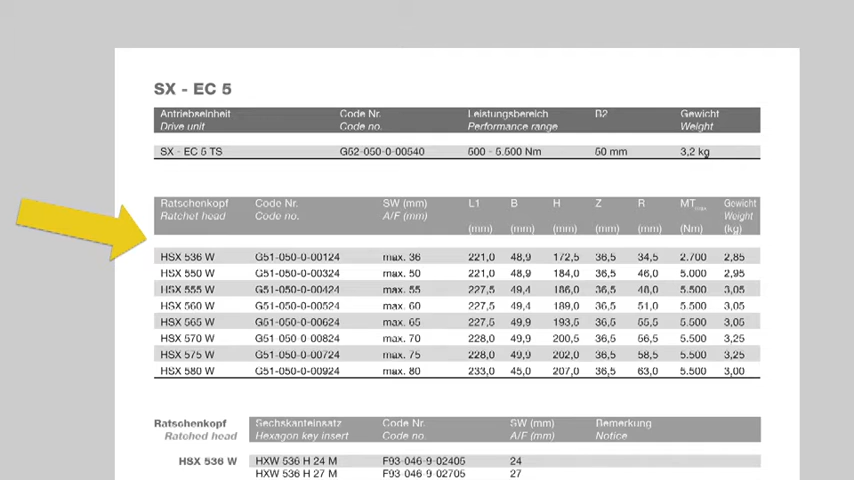 SX - EC 5
Antriebseinheit Code Nr. Leistungsbereich B2 Gewicht
Drive unit Code no. Performance range Weight
SX - EC 5 TS G52-050-0-00540 500 - 5.500 Nm 50 mm 3,2 kg
Ratschenkopf Code Nr. SW (mm) L1 B H Z R MTmax Gewicht
Ratchet head Code no. A/F (mm) Weight
(mm) (mm) (mm) (mm) (mm) (Nm) (kg)
HSX 536 W G51-050-0-00124 max. 36 221,0 48,9 172,5 36,5 34,5 2.700 2,85
HSX 550 W G51-050-0-00324 max. 50 221,0 48,9 184,0 36,5 46,0 5.000 2,95
HSX 555 W G51-050-0-00424 max. 55 227,5 49,4 186,0 36,5 48,0 5.500 3,05
HSX 560 W G51-050-0-00524 max. 60 227,5 49,4 189,0 36,5 51,0 5.500 3,05
HSX 565 W G51-050-0-00624 max. 65 227,5 49,9 193,5 36,5 55,5 5.500 3,05
HSX 570 W G51-050-0-00824 max. 70 228,0 49,9 200,5 36,5 56,5 5.500 3,25
HSX 575 W G51-050-0-00724 max. 75 228,0 49,9 202,0 36,5 58,5 5.500 3,25
HSX 580 W G51-050-0-00924 max. 80 233,0 45,0 207,0 36,5 63,0 5.500 3,00
Ratschenkopf Sechskanteinsatz Code Nr. SW (mm) Bemerkung
Ratched head Hexagon key insert Code no. A/F (mm) Notice
HSX 536 W HXW 536 H 24 M F93-046-9-02405 24
HXW 536 H 27 M F93-046-9-02705 27